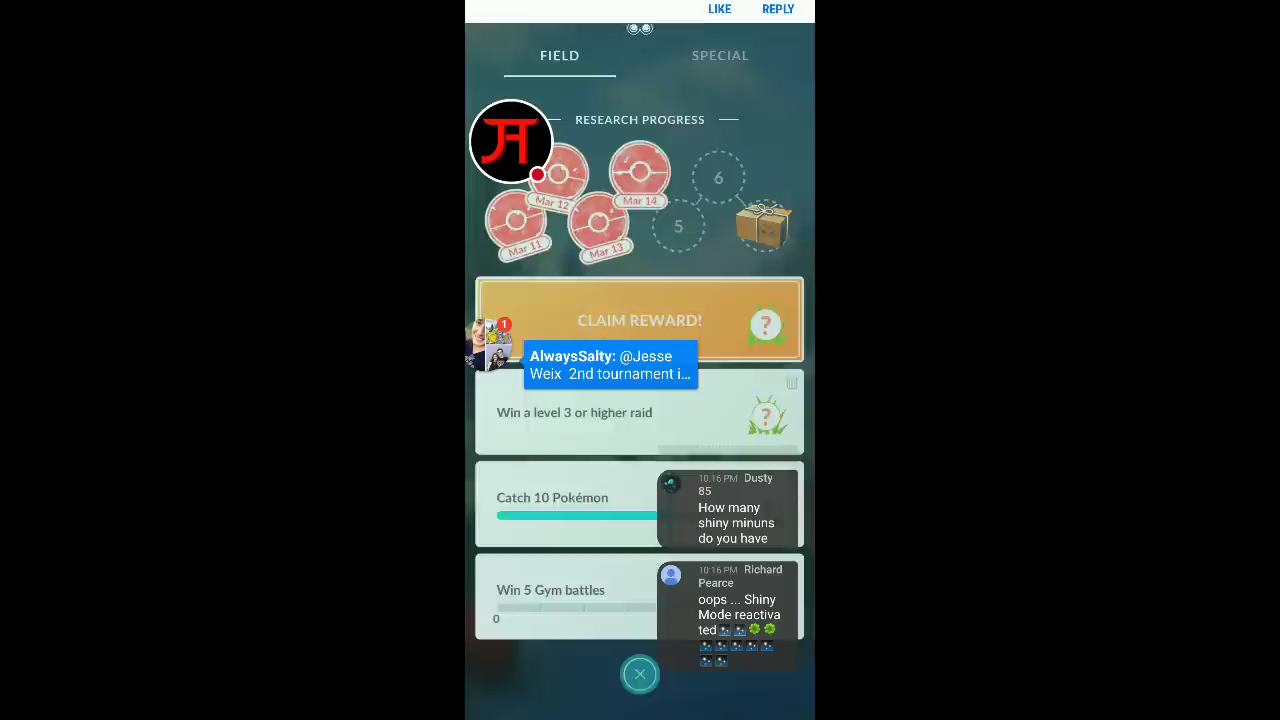 LIKE REPLY
FIELD SPECIAL
RESEARCH PROGRESS
6
Mar 12 Mar 14
5
Mar 11 Mar 13
CLAIM REWARD!
?
1
AlwaysSalty: @Jesse
Weix 2nd tournament i...
Win a level 3 or higher raid
?
Catch 10 Pokémon
10:16 PM Dusty
85
How many
shiny minuns
do you have
Win 5 Gym battles
0
10:16 PM Richard
Pearce
oops ... Shiny
Mode reactiva
ted